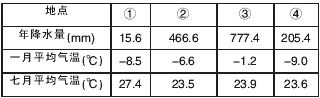 地点 ① ② ③ ④
年降水量(mm) 15.6 466.6 777.4 205.4
一月平均气温(℃) -8.5 -6.6 -1.2 -9.0
七月平均气温(℃) 27.4 23.5 23.9 23.6